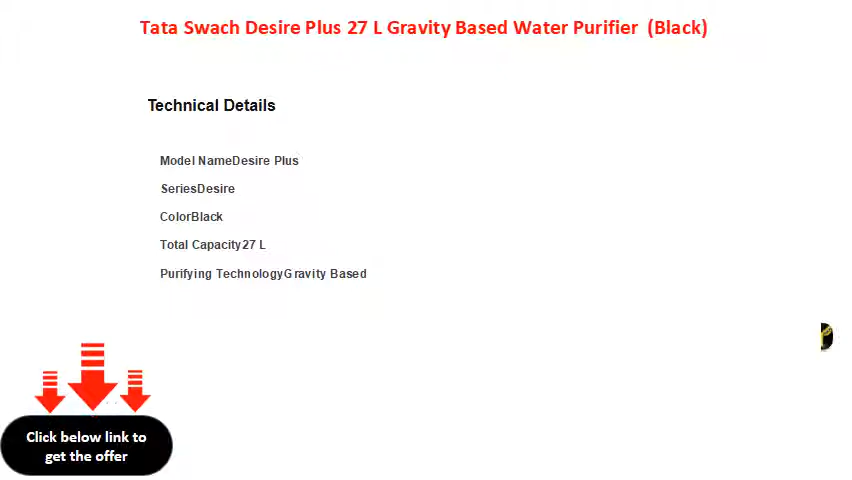 Tata Swach Desire Plus 27 L Gravity Based Water Purifier (Black)
Technical Details
Model NameDesire Plus
SeriesDesire
ColorBlack
Total Capacity27 L
Purifying TechnologyGravity Based
Click below link to
get the offer